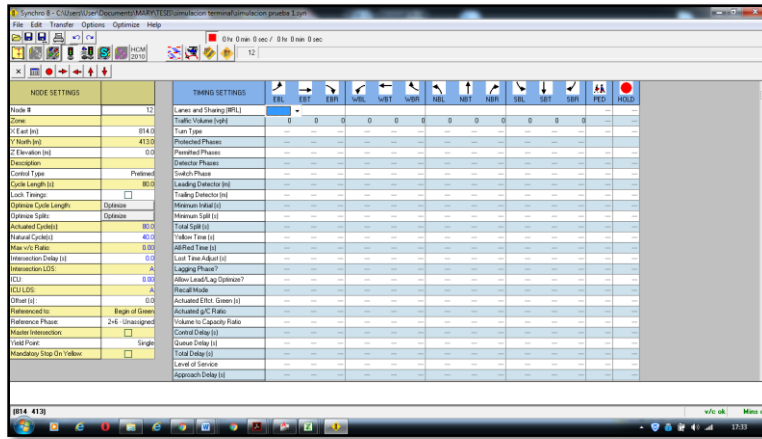 Synchro 8 - C:\Users\User\Documents\MARY\TESIS\simulacion terminal\simulacion prueba 1.syn
File Edit Transfer Options Optimize Help
0 hr 0 min 0 sec / 0 hr 0 min 0 sec
HCM 2010
12
NODE SETTINGS
Node # 12
Zone:
X East (m): 814.0
Y North (m): 413.0
Z Elevation (m): 0.0
Description
Control Type Pretimed
Cycle Length (s): 80.0
Lock Timings:
Optimize Cycle Length: Optimize
Optimize Splits: Optimize
Actuated Cycle(s): 80.0
Natural Cycle(s): 40.0
Max v/c Ratio: 0.00
Intersection Delay (s): 0.0
Intersection LOS: A
ICU: 0.00
ICU LOS: A
Offset (s) : 0.0
Referenced to: Begin of Green
Reference Phase: 2+6 - Unassigned
Master Intersection:
Yield Point: Single
Mandatory Stop On Yellow:
TIMING SETTINGS EBL EBT EBR WBL WBT WBR NBL NBT NBR SBL SBT SBR PED HOLD
Lanes and Sharing (#RL) — —
Traffic Volume (vph) 0 0 0 0 0 0 0 0 0 0 0 0 — —
Turn Type — — — — — — — — — — — — — —
Protected Phases — — — — — — — — — — — — — —
Permitted Phases — — — — — — — — — — — — — —
Detector Phases — — — — — — — — — — — — — —
Switch Phase — — — — — — — — — — — — — —
Leading Detector (m) — — — — — — — — — — — — — —
Trailing Detector (m) — — — — — — — — — — — — — —
Minimum Initial (s) — — — — — — — — — — — — — —
Minimum Split (s) — — — — — — — — — — — — — —
Total Split (s) — — — — — — — — — — — — — —
Yellow Time (s) — — — — — — — — — — — — — —
All-Red Time (s) — — — — — — — — — — — — — —
Lost Time Adjust (s) — — — — — — — — — — — — — —
Lagging Phase? — — — — — — — — — — — — — —
Allow Lead/Lag Optimize? — — — — — — — — — — — — — —
Recall Mode — — — — — — — — — — — — — —
Actuated Effct. Green (s) — — — — — — — — — — — — — —
Actuated g/C Ratio — — — — — — — — — — — — — —
Volume to Capacity Ratio — — — — — — — — — — — — — —
Control Delay (s) — — — — — — — — — — — — — —
Queue Delay (s) — — — — — — — — — — — — — —
Total Delay (s) — — — — — — — — — — — — — —
Level of Service — — — — — — — — — — — — — —
Approach Delay (s) — — — — — — — — — — — — — —
(814 413) v/c ok Mins
17:33